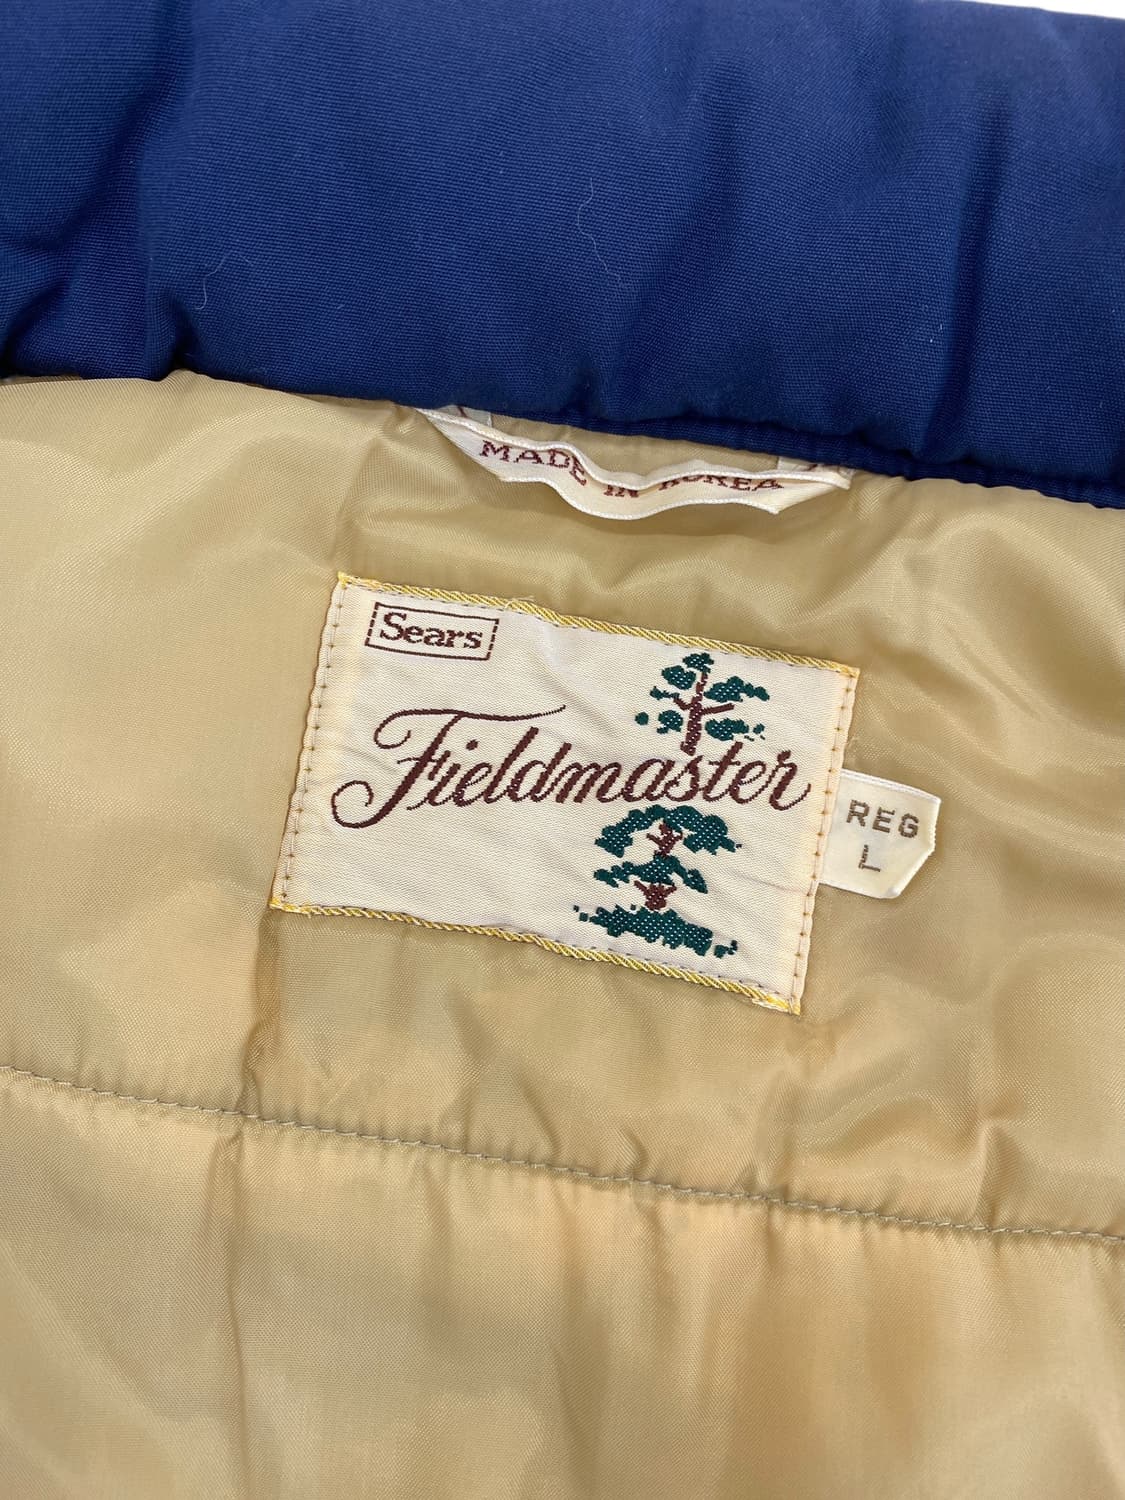 MADE IN KOREA
Sears
Fieldmaster
REG
L